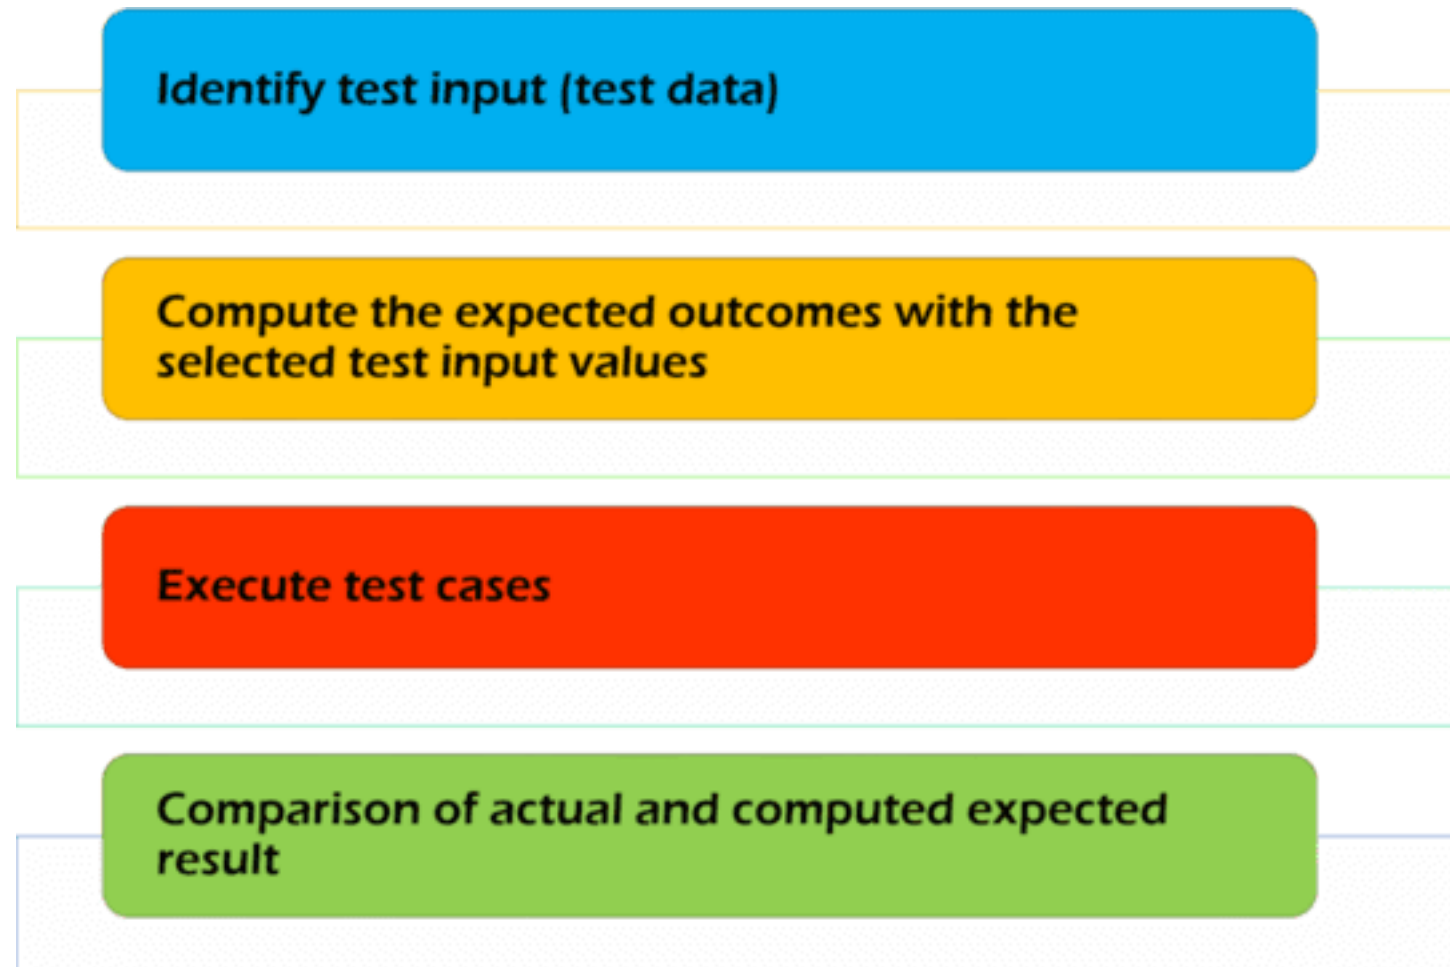 Identify test input (test data)
Compute the expected outcomes with the
selected test input values
Execute test cases
Comparison of actual and computed expected
result